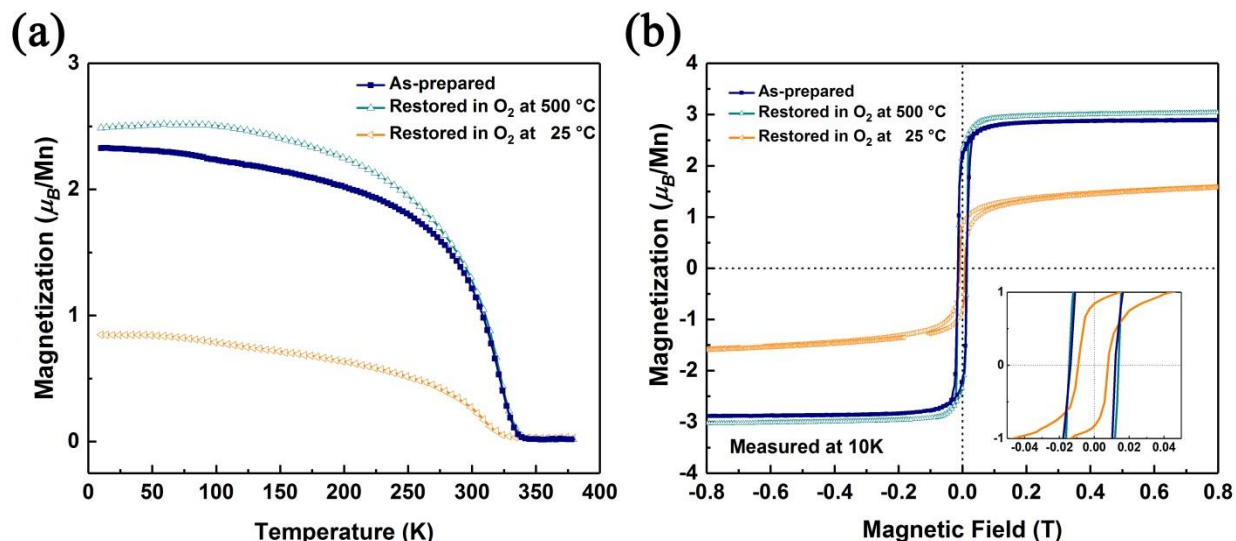 (a)
3
2
1
0
Magnetization (μB/Mn)
As-prepared
Restored in O2 at 500 °C
Restored in O2 at 25 °C
0 50 100 150 200 250 300 350 400
Temperature (K)
(b)
4
3
2
1
0
-1
-2
-3
-4
Magnetization (μB/Mn)
As-prepared
Restored in O2 at 500 °C
Restored in O2 at 25 °C
1
0
-1
-0.04 -0.02 0.00 0.02 0.04
Measured at 10K
-0.8 -0.6 -0.4 -0.2 0.0 0.2 0.4 0.6 0.8
Magnetic Field (T)